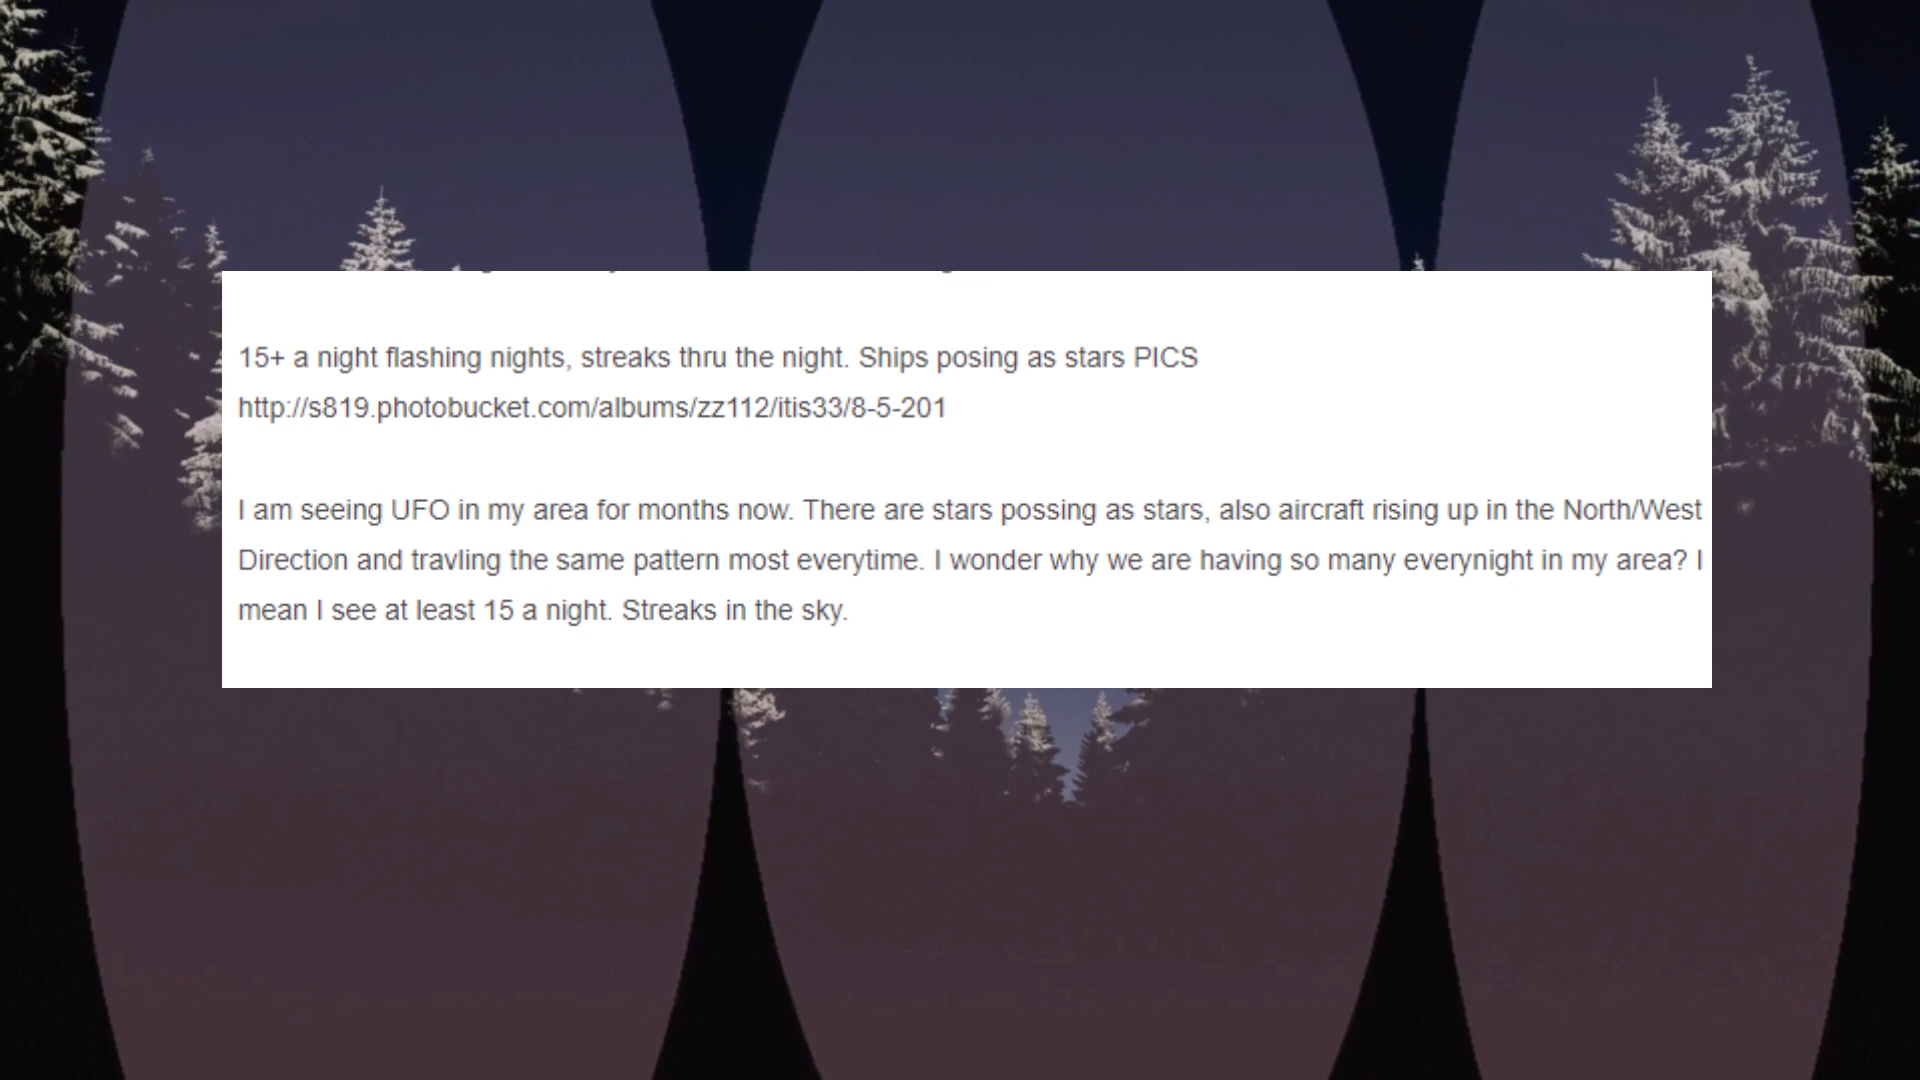 15+ a night flashing nights, streaks thru the night. Ships posing as stars PICS
http://s819.photobucket.com/albums/zz112/itis33/8-5-201
I am seeing UFO in my area for months now. There are stars possing as stars, also aircraft rising up in the North/West
Direction and travling the same pattern most everytime. I wonder why we are having so many everynight in my area? I
mean I see at least 15 a night. Streaks in the sky.